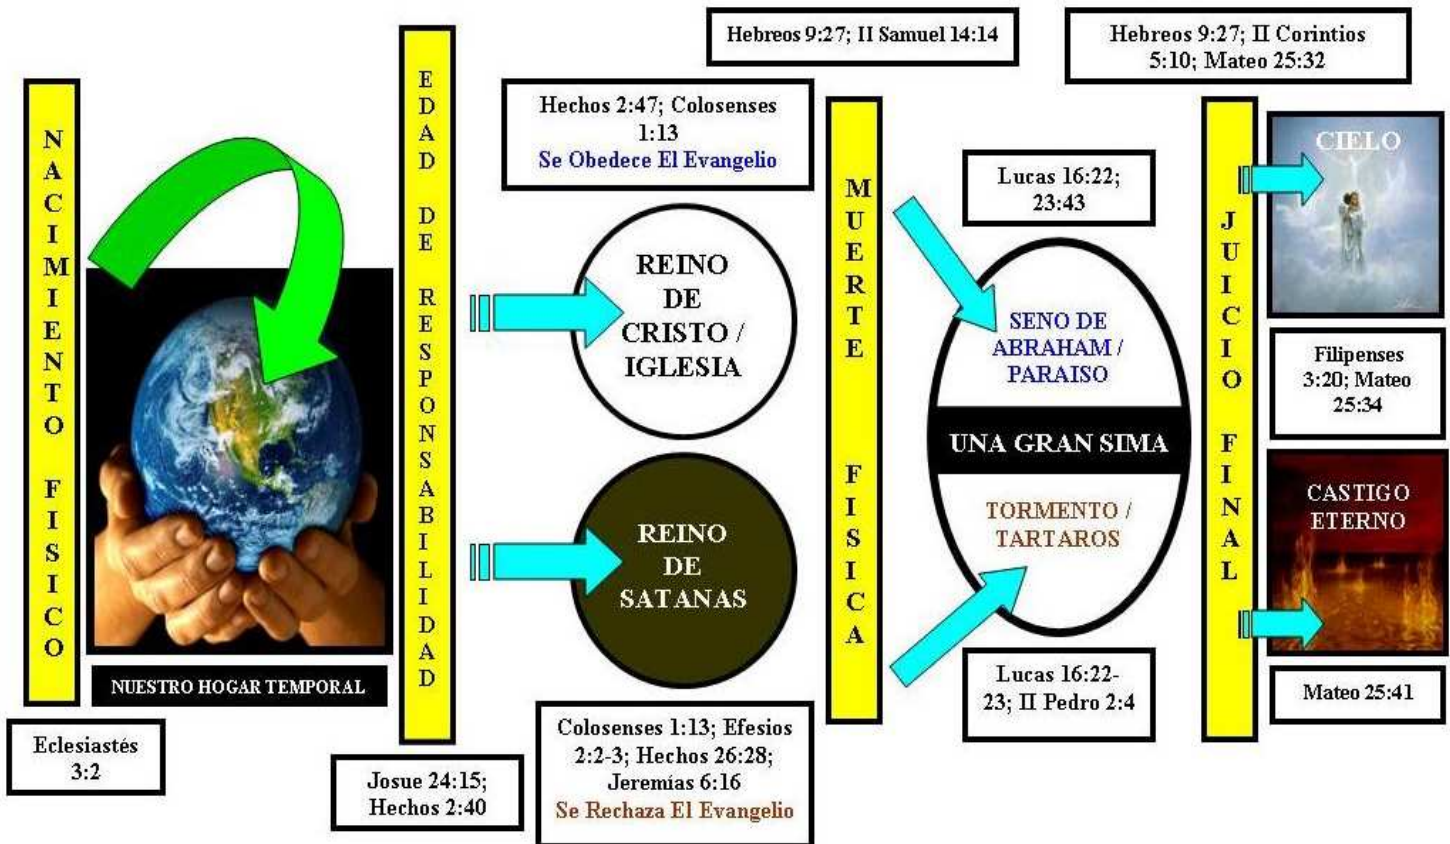 NACIMIENTO FISICO
Eclesiastés
3:2
NUESTRO HOGAR TEMPORAL
EDAD DE RESPONSABILIDAD
Josue 24:15;
Hechos 2:40
Hechos 2:47; Colosenses
1:13
Se Obedece El Evangelio
REINO
DE
CRISTO /
IGLESIA
REINO
DE
SATANAS
Colosenses 1:13; Efesios
2:2-3; Hechos 26:28;
Jeremías 6:16
Se Rechaza El Evangelio
Hebreos 9:27; II Samuel 14:14
MUERTE FISICA
Lucas 16:22;
23:43
SENO DE
ABRAHAM /
PARAISO
UNA GRAN SIMA
TORMENTO /
TARTAROS
Lucas 16:22-
23; II Pedro 2:4
Hebreos 9:27; II Corintios
5:10; Mateo 25:32
JUICIO FINAL
CIELO
Filipenses
3:20; Mateo
25:34
CASTIGO
ETERNO
Mateo 25:41